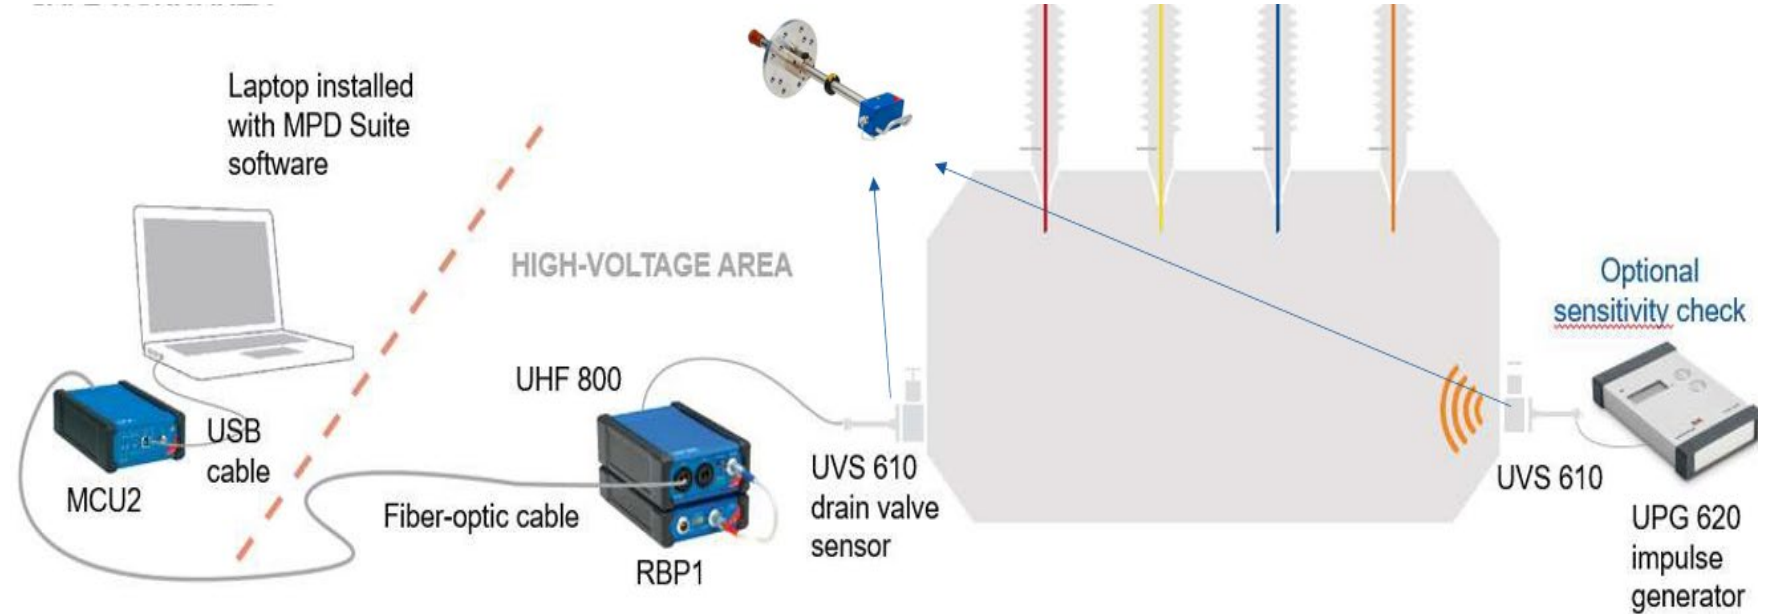 Laptop installed
with MPD Suite
software
HIGH-VOLTAGE AREA
Optional
sensitivity check
UHF 800
USB
cable
MCU2
Fiber-optic cable
RBP1
UVS 610
drain valve
sensor
UVS 610
UPG 620
impulse
generator